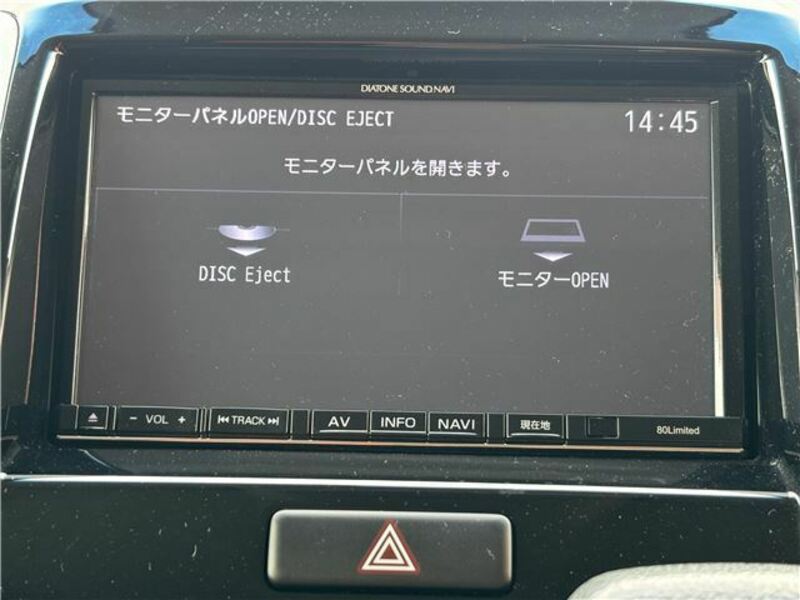 DIATONE SOUND.NAVI
モニターパネルOPEN/DISC EJECT 14:45
モニターパネルを開きます。
DISC Eject モニターOPEN
− VOL + TRACK AV INFO NAVI 現在地 80Limited